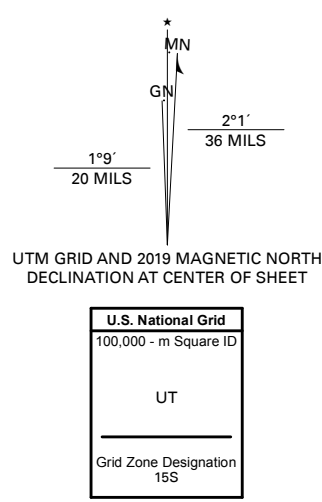 ★
MN
GN
2°1´
36 MILS
1°9´
20 MILS
UTM GRID AND 2019 MAGNETIC NORTH
DECLINATION AT CENTER OF SHEET
U.S. National Grid
100,000 - m Square ID
UT
Grid Zone Designation
15S